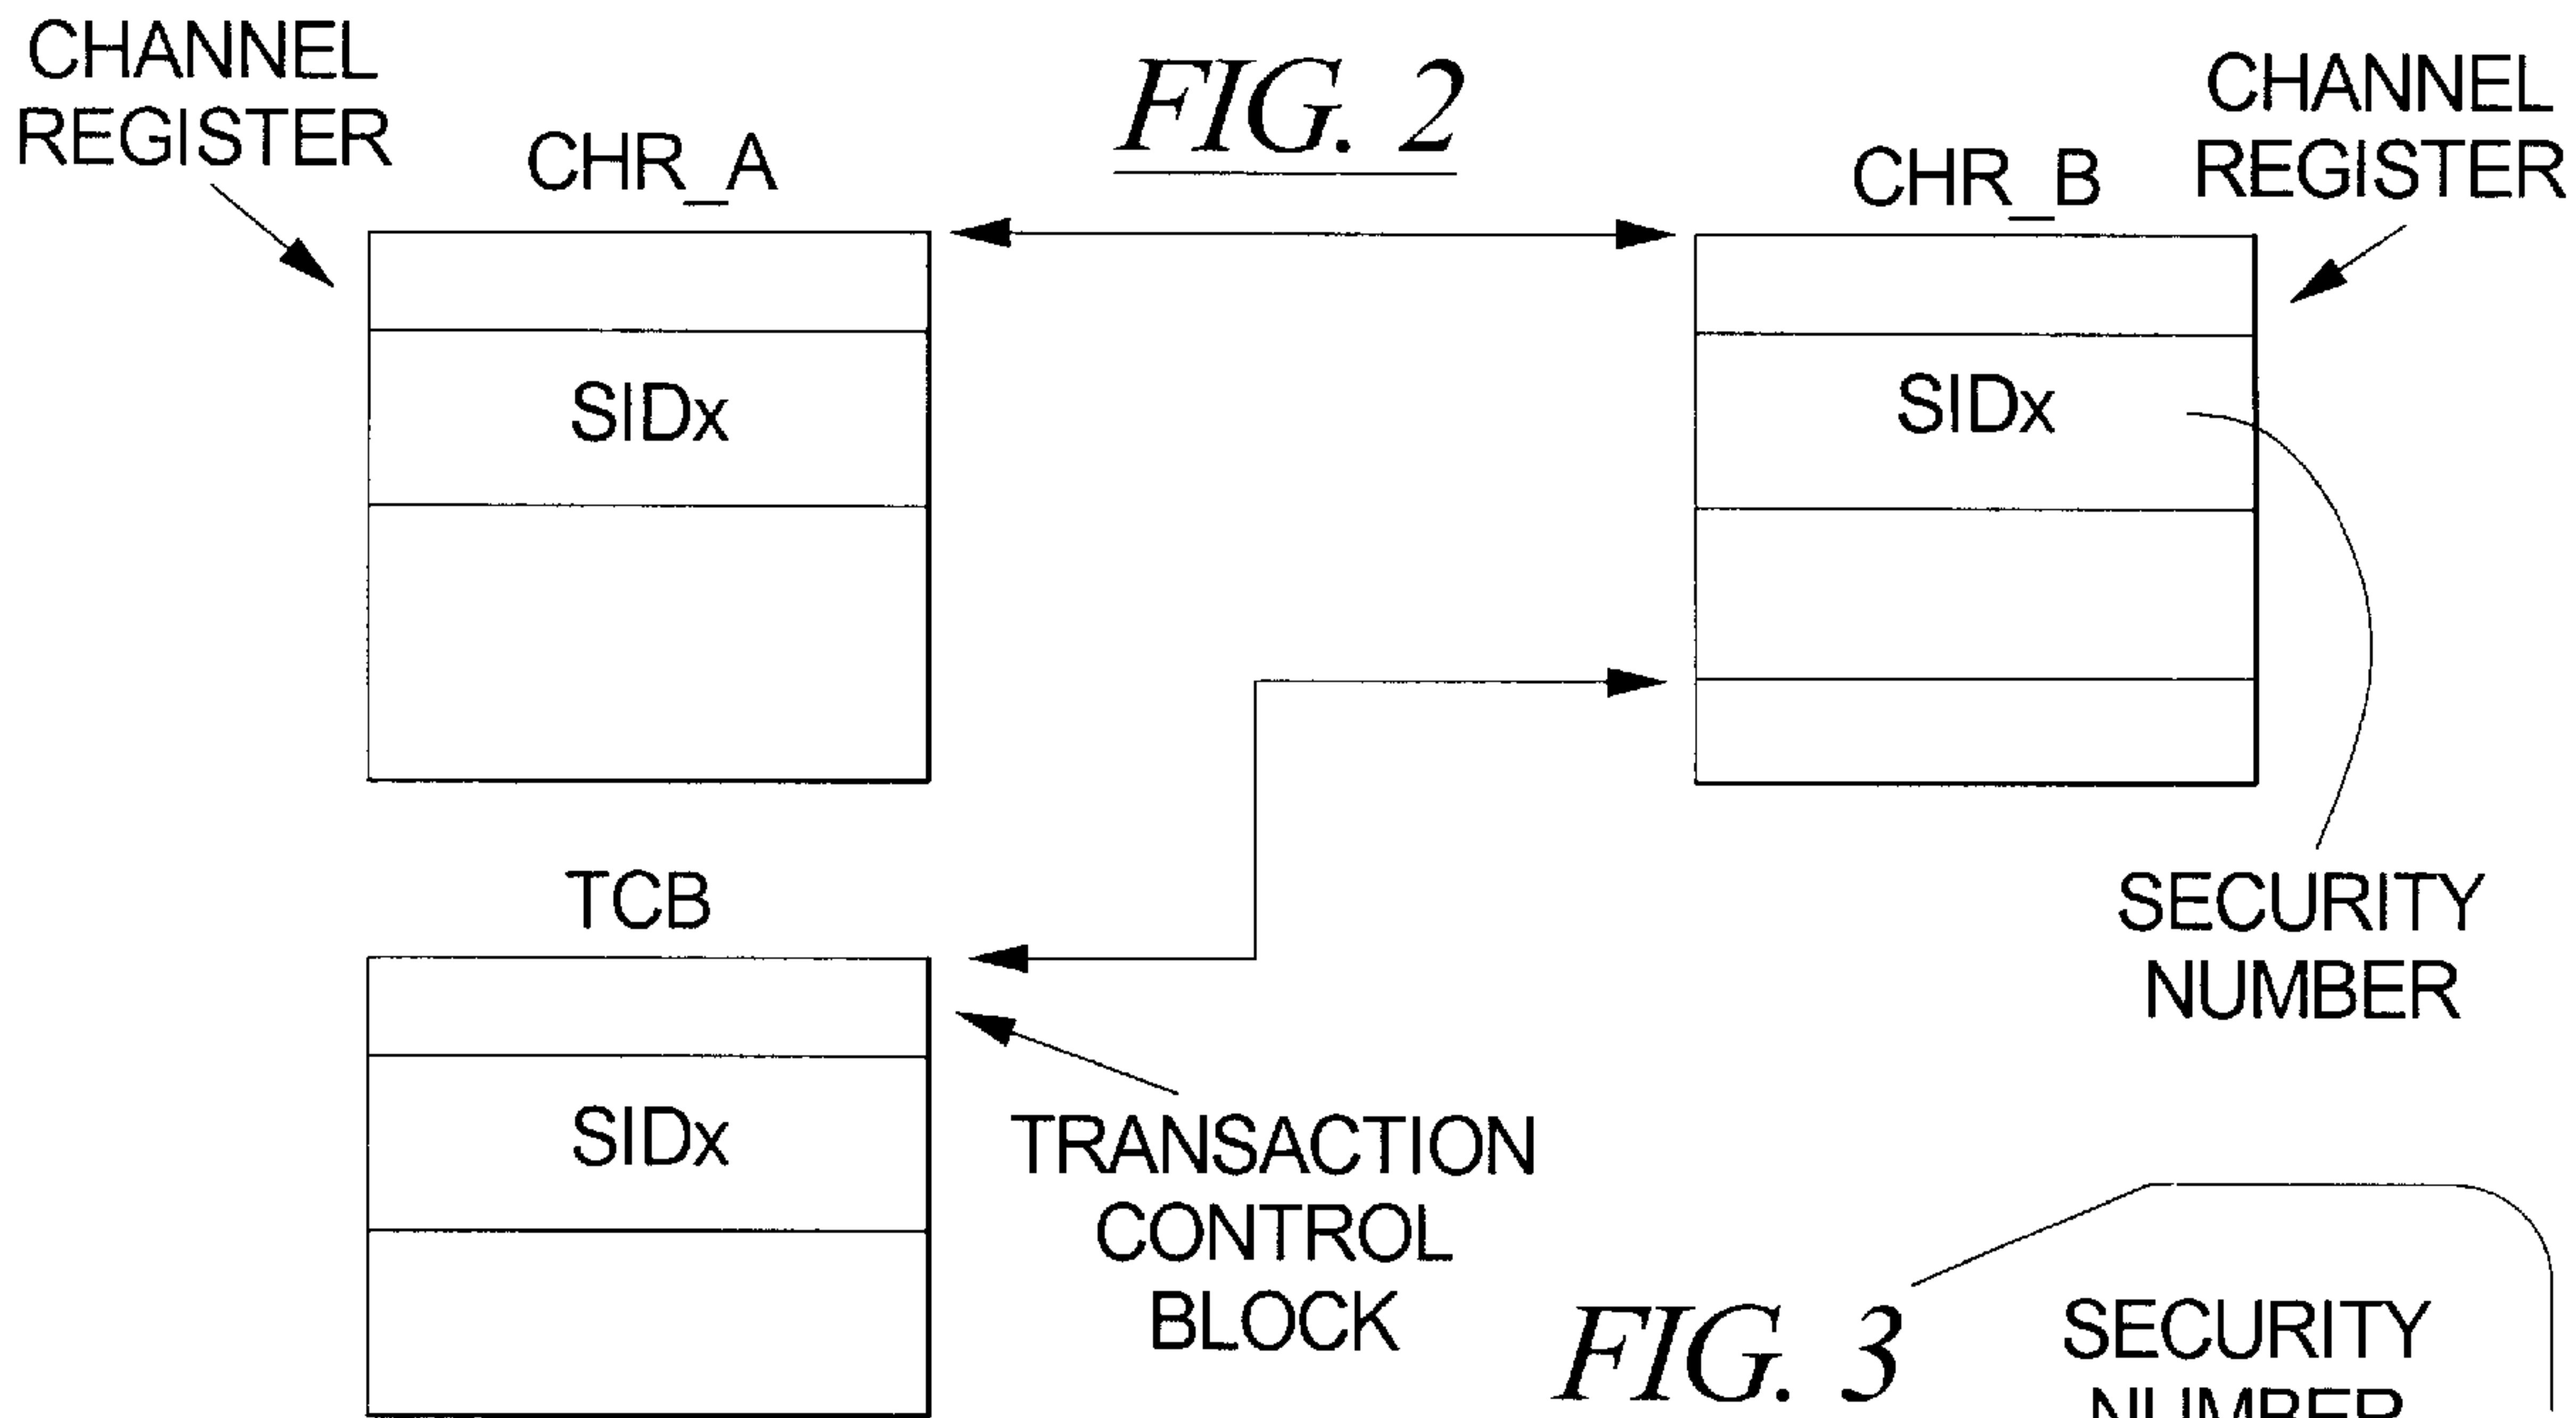 CHANNEL
REGISTER
CHR_A
FIG. 2
CHR_B
CHANNEL
REGISTER
SIDx
SIDx
TCB
SECURITY
NUMBER
SIDx
TRANSACTION
CONTROL
BLOCK
FIG. 3
SECURITY
NUMBER